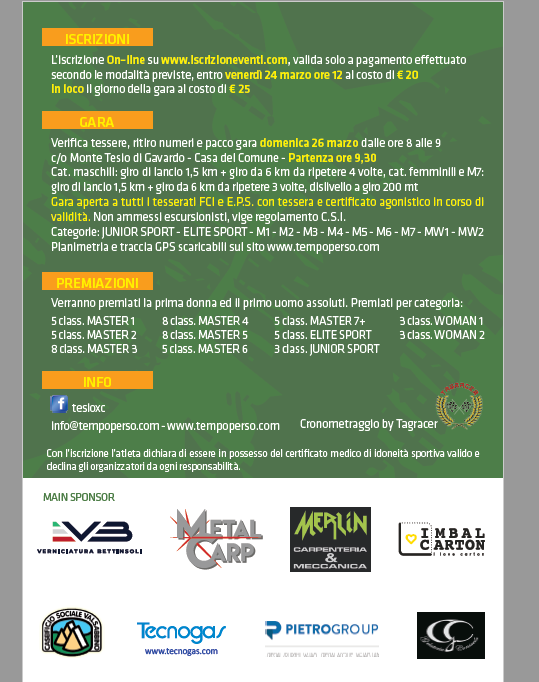 ISCRIZIONI
L'iscrizione On-line su www.iscrizioneventi.com, valida solo a pagamento effettuato
secondo le modalità previste, entro venerdì 24 marzo ore 12 al costo di € 20
In loco il giorno della gara al costo di € 25
GARA
Verifica tessere, ritiro numeri e pacco gara domenica 26 marzo dalle ore 8 alle 9
c/o Monte Tesio di Gavardo - Casa del Comune - Partenza ore 9,30
Cat. maschili: giro di lancio 1,5 km + giro da 6 km da ripetere 4 volte, cat. femminili e M7:
giro di lancio 1,5 km + giro da 6 km da ripetere 3 volte, dislivello a giro 200 mt
Gara aperta a tutti i tesserati FCI e E.P.S. con tessera e certificato agonistico in corso di
validità. Non ammessi escursionisti, vige regolamento C.S.I.
Categorie: JUNIOR SPORT - ELITE SPORT - M1 - M2 - M3 - M4 - M5 - M6 - M7 - MW1 - MW2
Planimetria e traccia GPS scaricabili sul sito www.tempoperso.com
PREMIAZIONI
Verranno premiati la prima donna ed il primo uomo assoluti. Premiati per categoria:
5 class. MASTER 1 8 class. MASTER 4 5 class. MASTER 7+ 3 class. WOMAN 1
5 class. MASTER 2 8 class. MASTER 5 5 class. ELITE SPORT 3 class. WOMAN 2
8 class. MASTER 3 5 class. MASTER 6 3 class. JUNIOR SPORT
INFO
f tesioxc
info@tempoperso.com - www.tempoperso.com
Cronometraggio by Tagracer
TAGRACER
Con l'iscrizione l'atleta dichiara di essere in possesso del certificato medico di idoneità sportiva valido e
declina gli organizzatori da ogni responsabilità.
MAIN SPONSOR
VB
VERNICIATURA BETTENSOLI
METAL
CARP
MERLIN
CARPENTERIA
&
MECCANICA
IMBAL
CARTON
I love carton
CASEIFICIO SOCIALE VALSABBINO
Tecnogas
www.tecnogas.com
PIETROGROUP